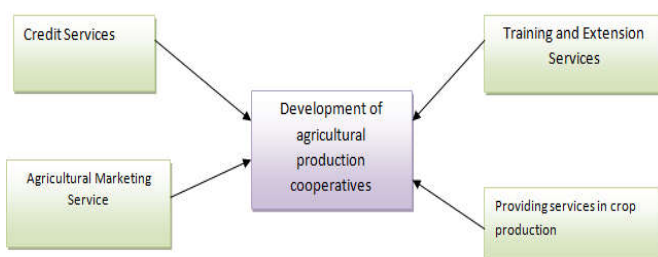 Credit Services
Training and Extension
Services
Development of
agricultural
production
cooperatives
Agricultural Marketing
Service
Providing services in crop
production